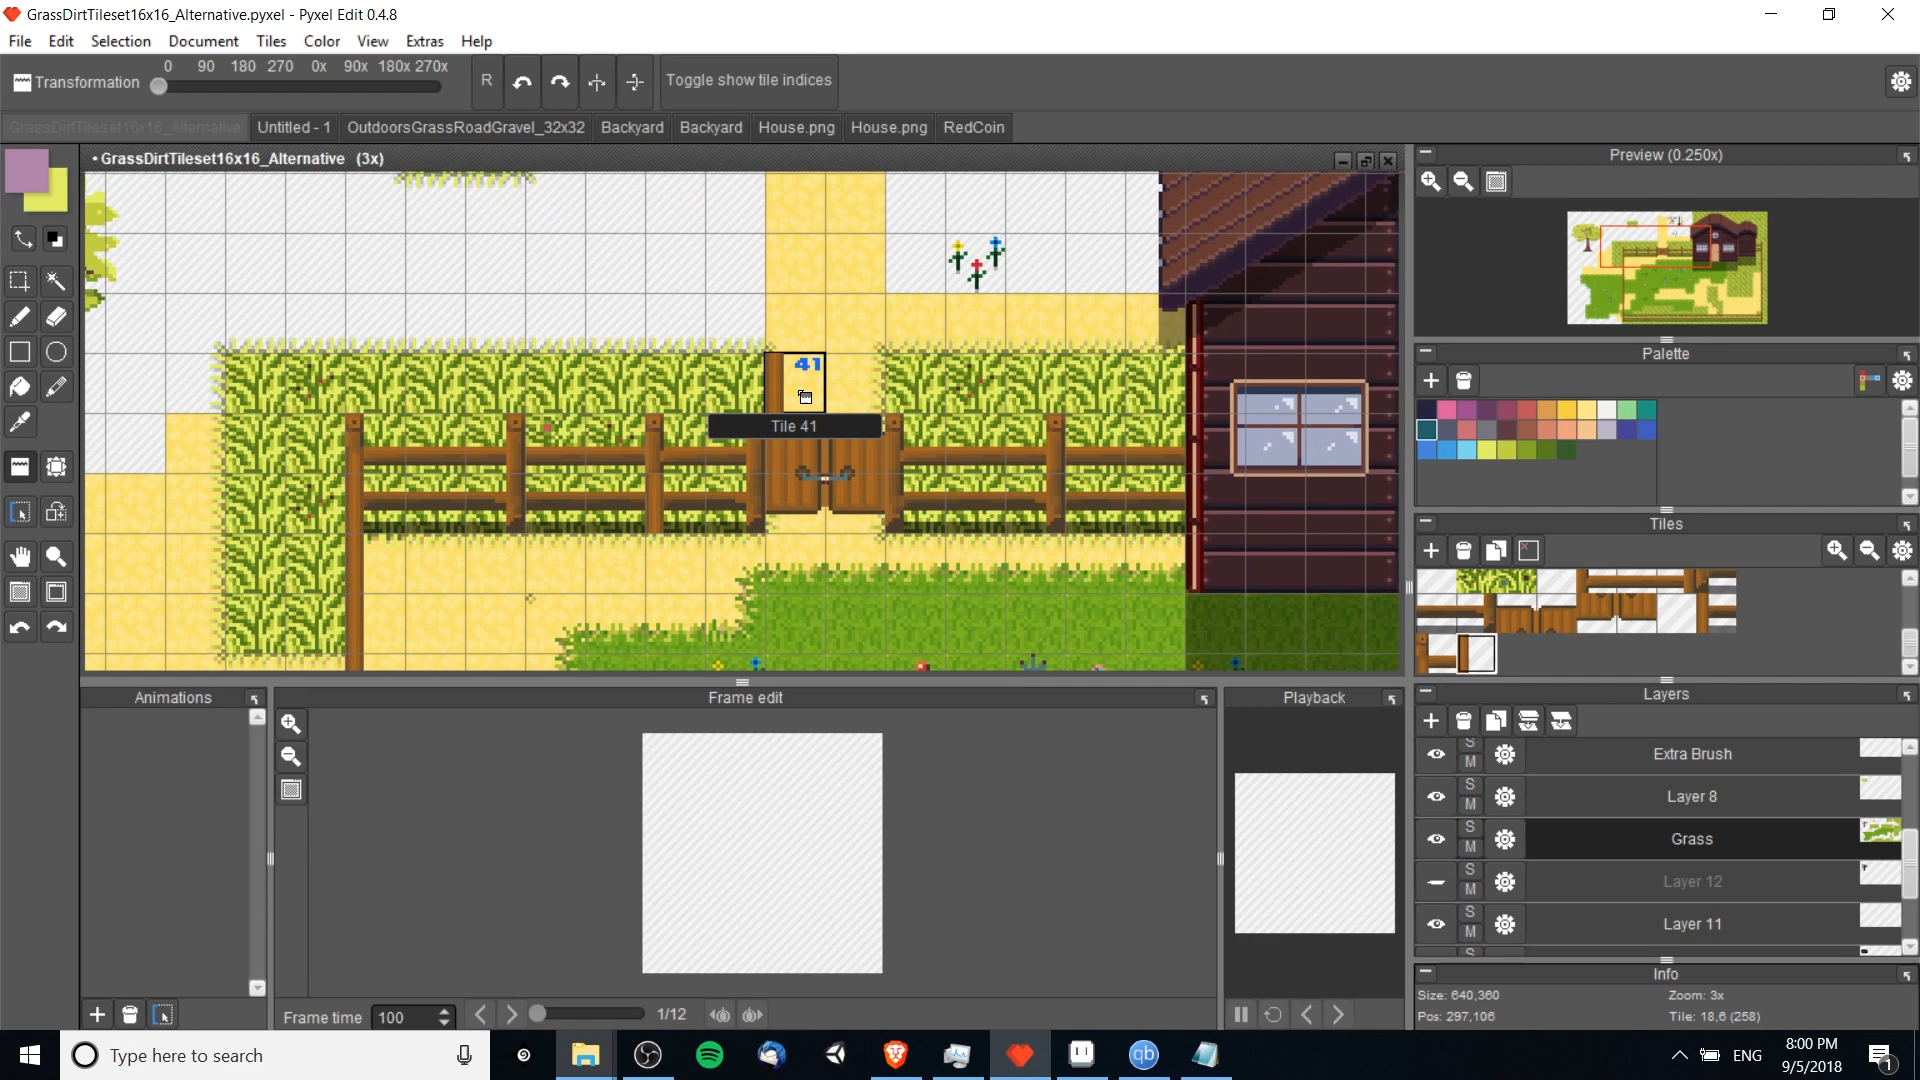 GrassDirtTileset16x16_Alternative.pyxel - Pyxel Edit 0.4.8
File Edit Selection Document Tiles Color View Extras Help
Transformation
0 90 180 270 0x 90x 180x 270x
R
Toggle show tile indices
GrassDirtTileset16x16_Alternative Untitled - 1 OutdoorsGrassRoadGravel_32x32 Backyard Backyard House.png House.png RedCoin
• GrassDirtTileset16x16_Alternative (3x)
41
Tile 41
Preview (0.250x)
Palette
Tiles
Layers
S
M
Extra Brush
S
M
Layer 8
S
M
Grass
S
M
Layer 12
S
M
Layer 11
S
Info
Size: 640,360
Zoom: 3x
Pos: 297,106
Tile: 18,6 (258)
Animations
Frame edit
Playback
Frame time 100
1/12
Type here to search
qb
ENG
8:00 PM
9/5/2018
1